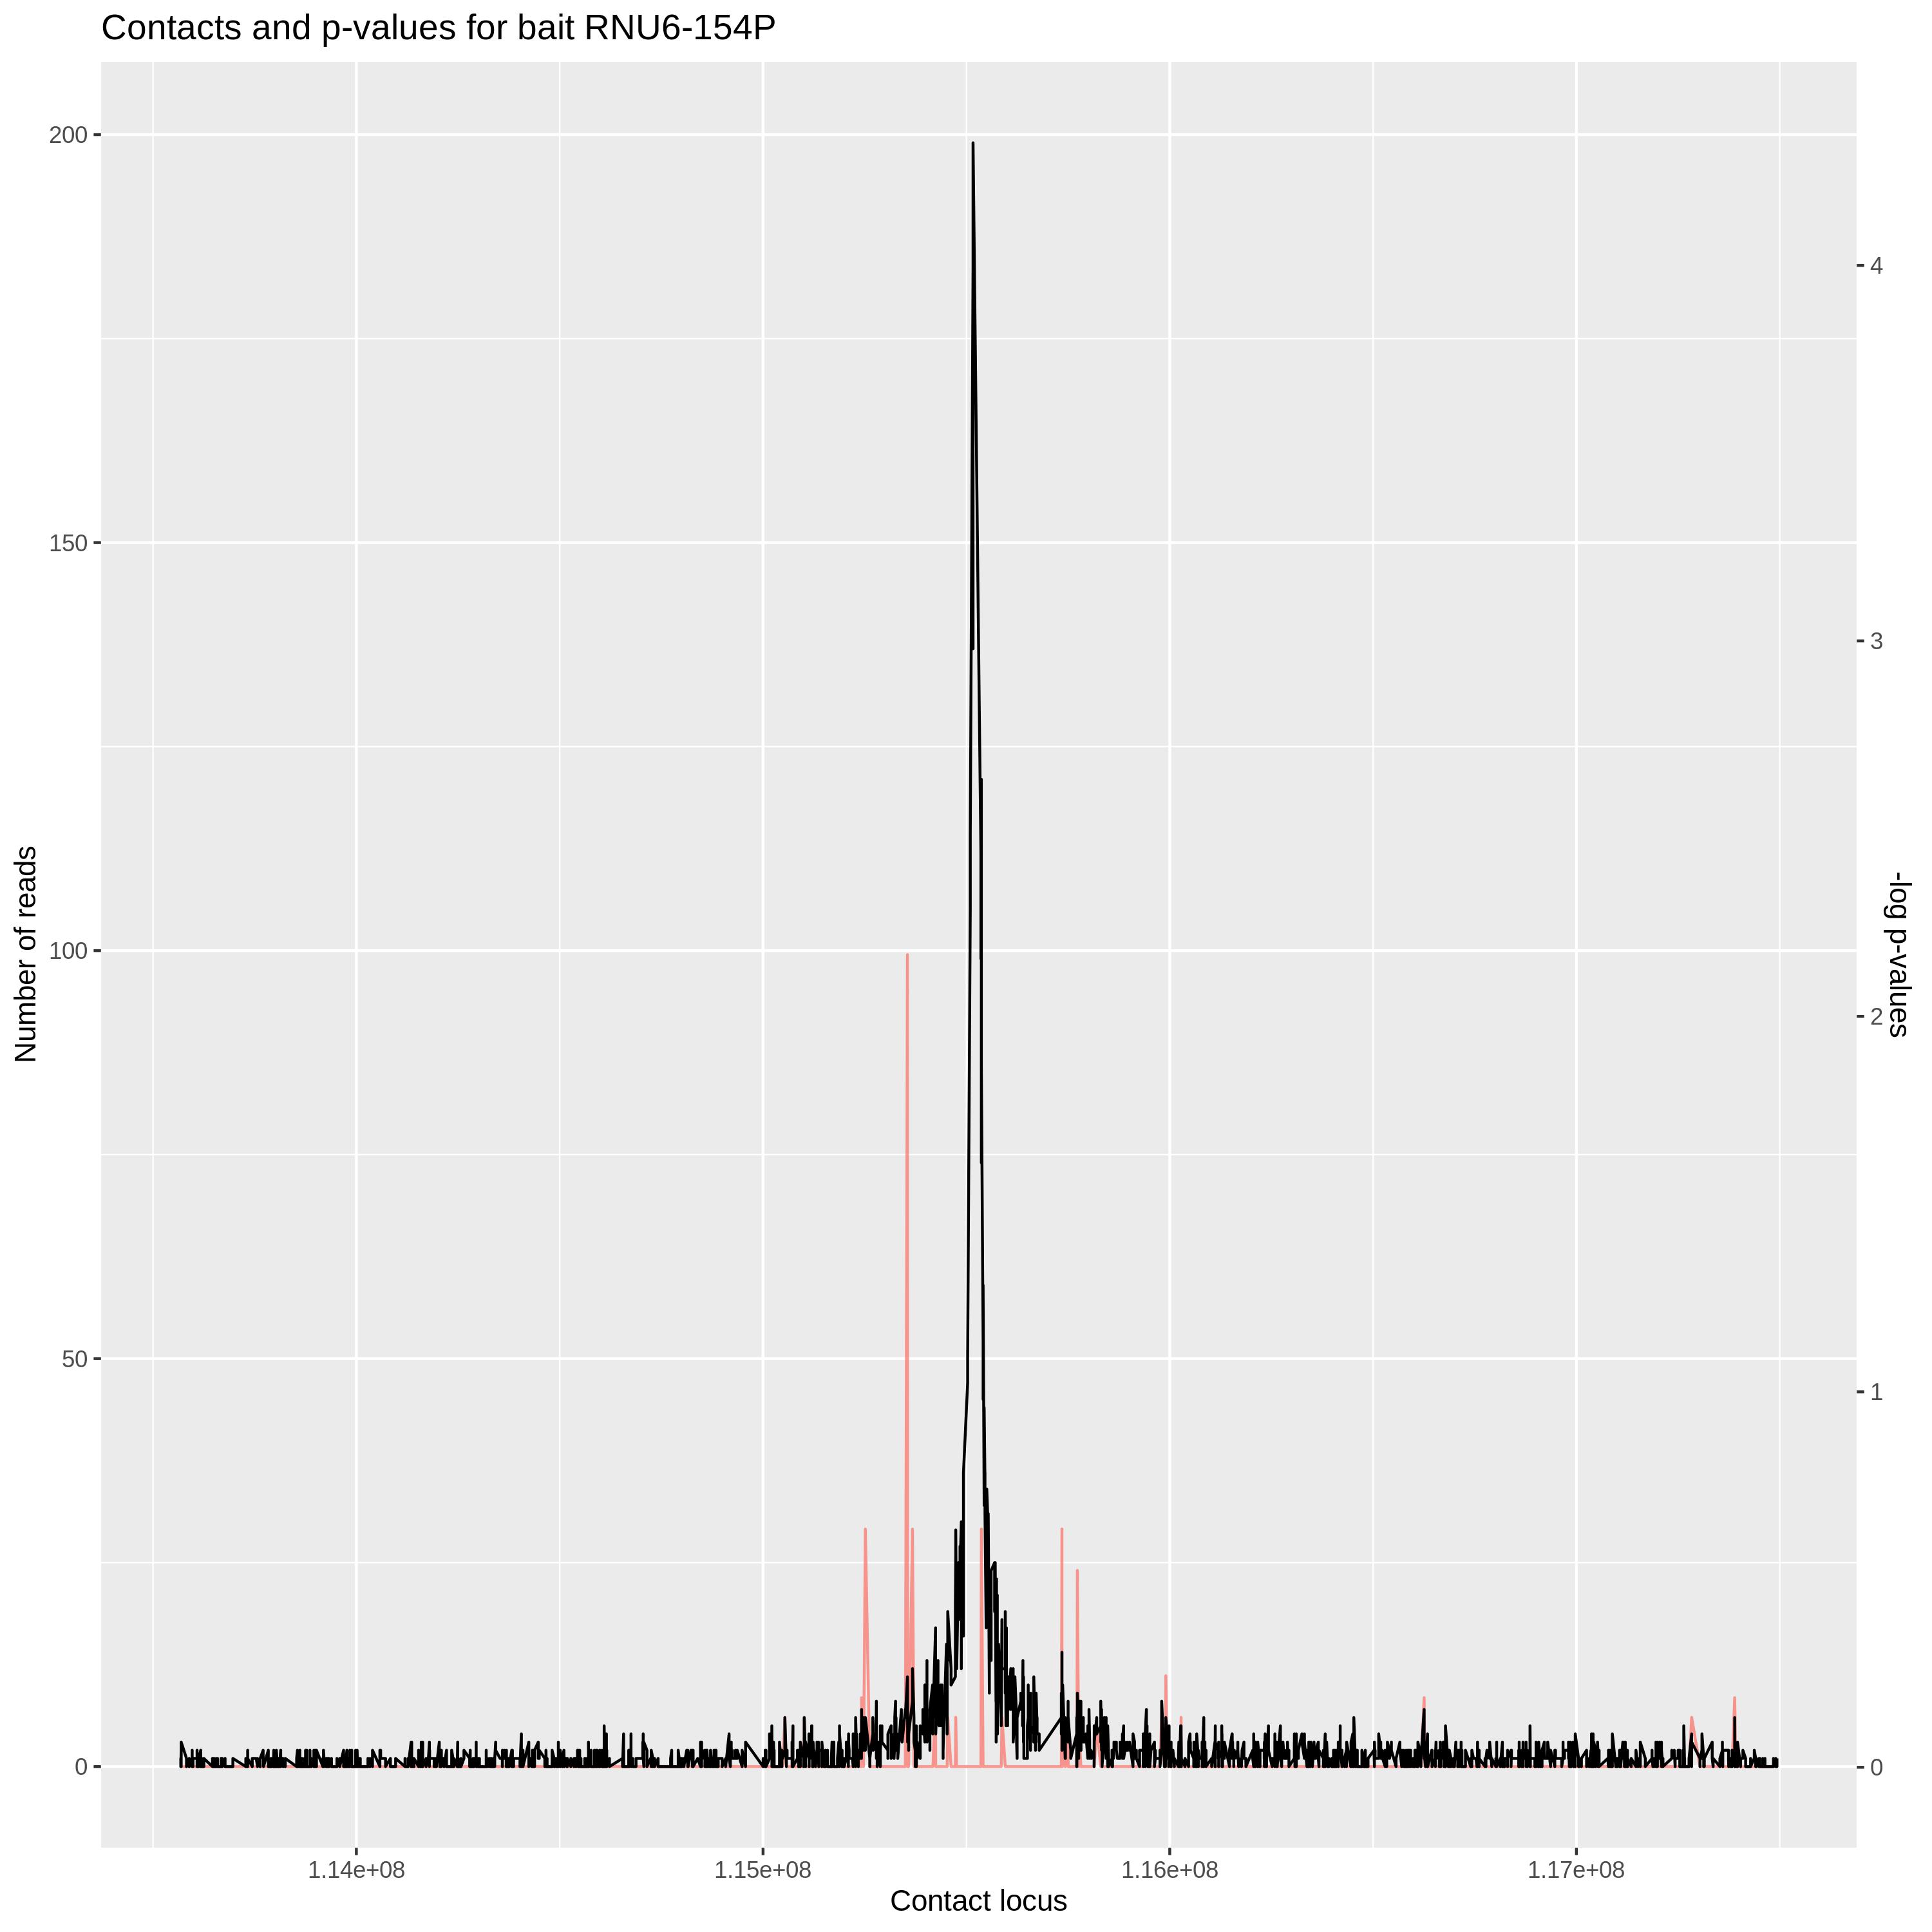 Contacts and p-values for bait RNU6-154P
200
150
100
50
0
Number of reads
4
3
2
1
0
-log p-values
1.14e+08
1.15e+08
1.16e+08
1.17e+08
Contact locus